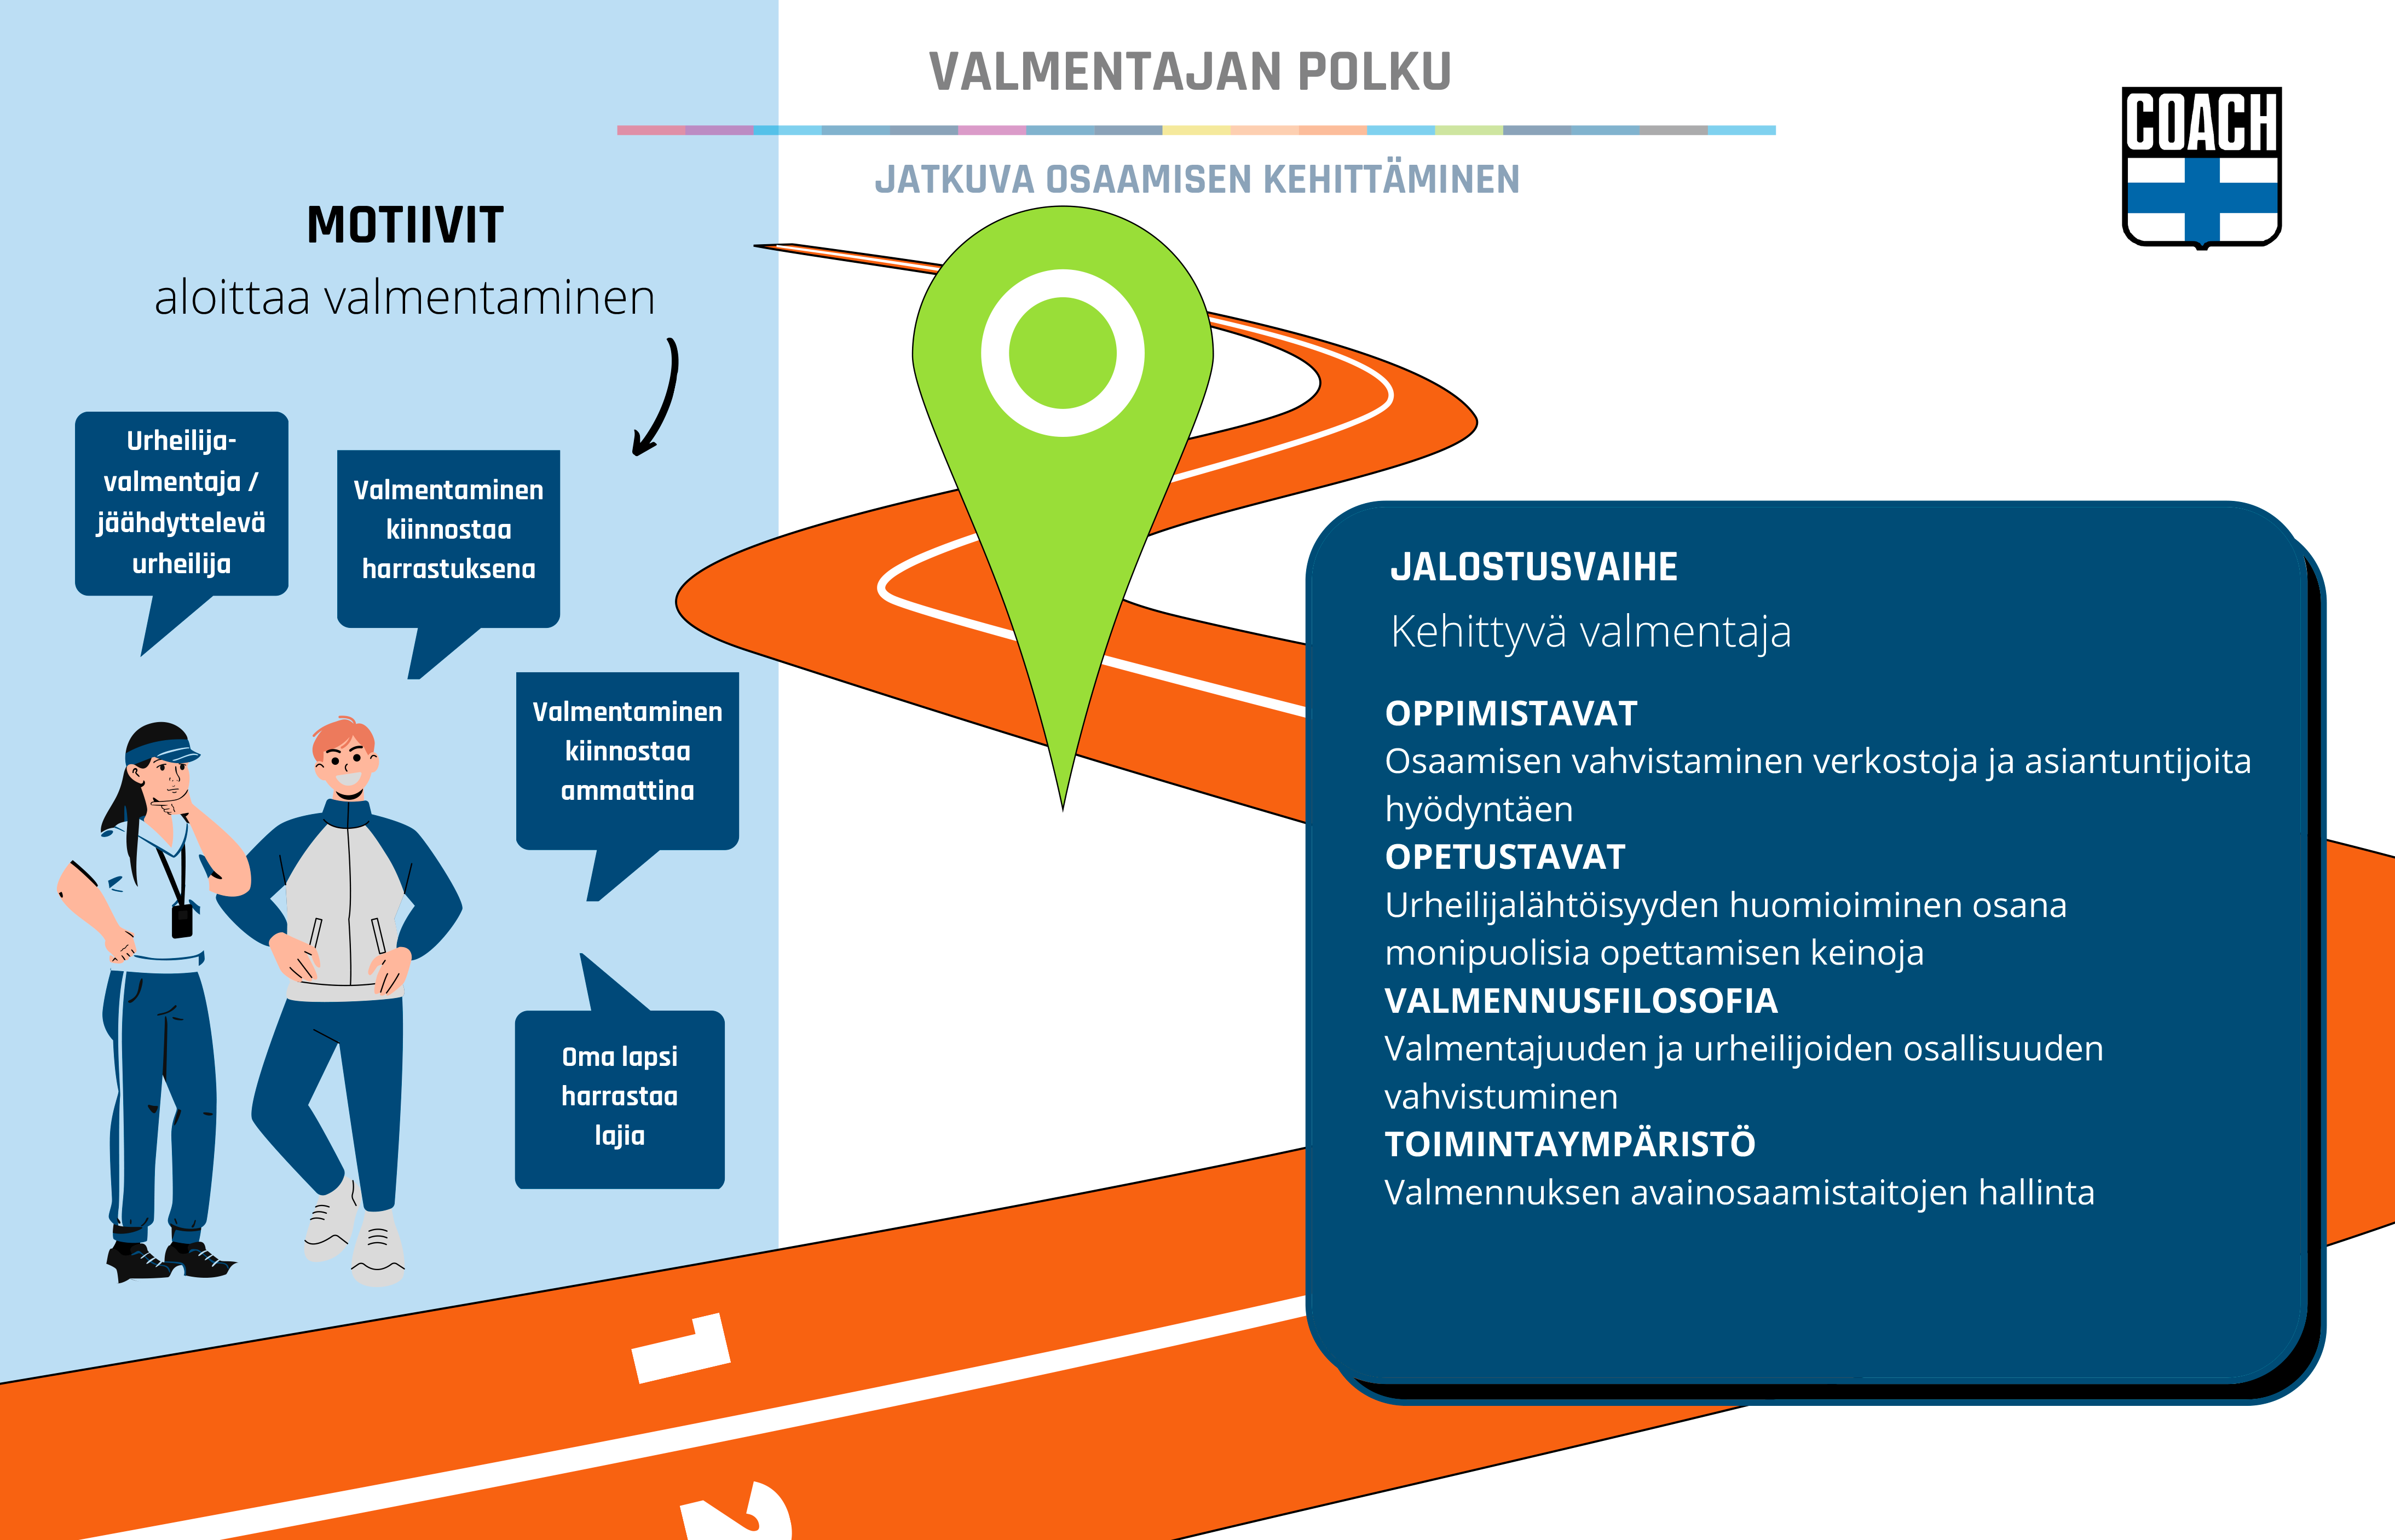 VALMENTAJAN POLKU
JATKUVA OSAAMISEN KEHITTÄMINEN
COACH
MOTIIVIT
aloittaa valmentaminen
Urheilija-
valmentaja /
jäähdyttelevä
urheilija
Valmentaminen
kiinnostaa
harrastuksena
Valmentaminen
kiinnostaa
ammattina
Oma lapsi
harrastaa
lajia
JALOSTUSVAIHE
Kehittyvä valmentaja
OPPIMISTAVAT
Osaamisen vahvistaminen verkostoja ja asiantuntijoita
hyödyntäen
OPETUSTAVAT
Urheilijalähtöisyyden huomioiminen osana
monipuolisia opettamisen keinoja
VALMENNUSFILOSOFIA
Valmentajuuden ja urheilijoiden osallisuuden
vahvistuminen
TOIMINTAYMPÄRISTÖ
Valmennuksen avainosaamistaitojen hallinta
1
2